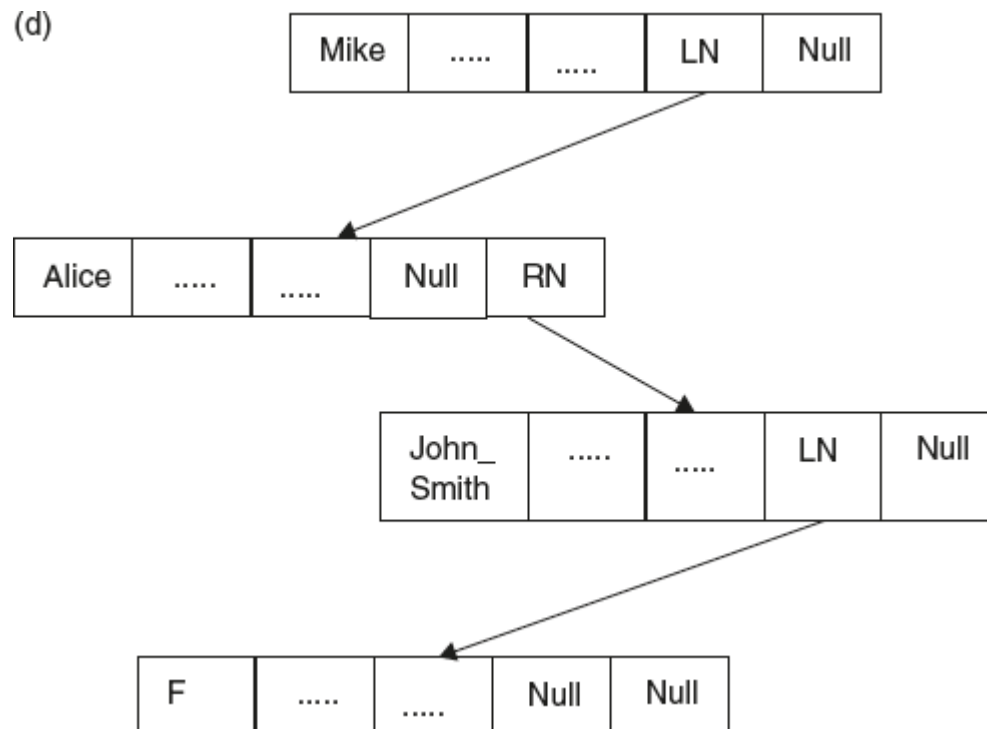 (d)
Mike ..... ..... LN Null
Alice ..... ..... Null RN
John_ ..... ..... LN Null
Smith
F ..... ..... Null Null